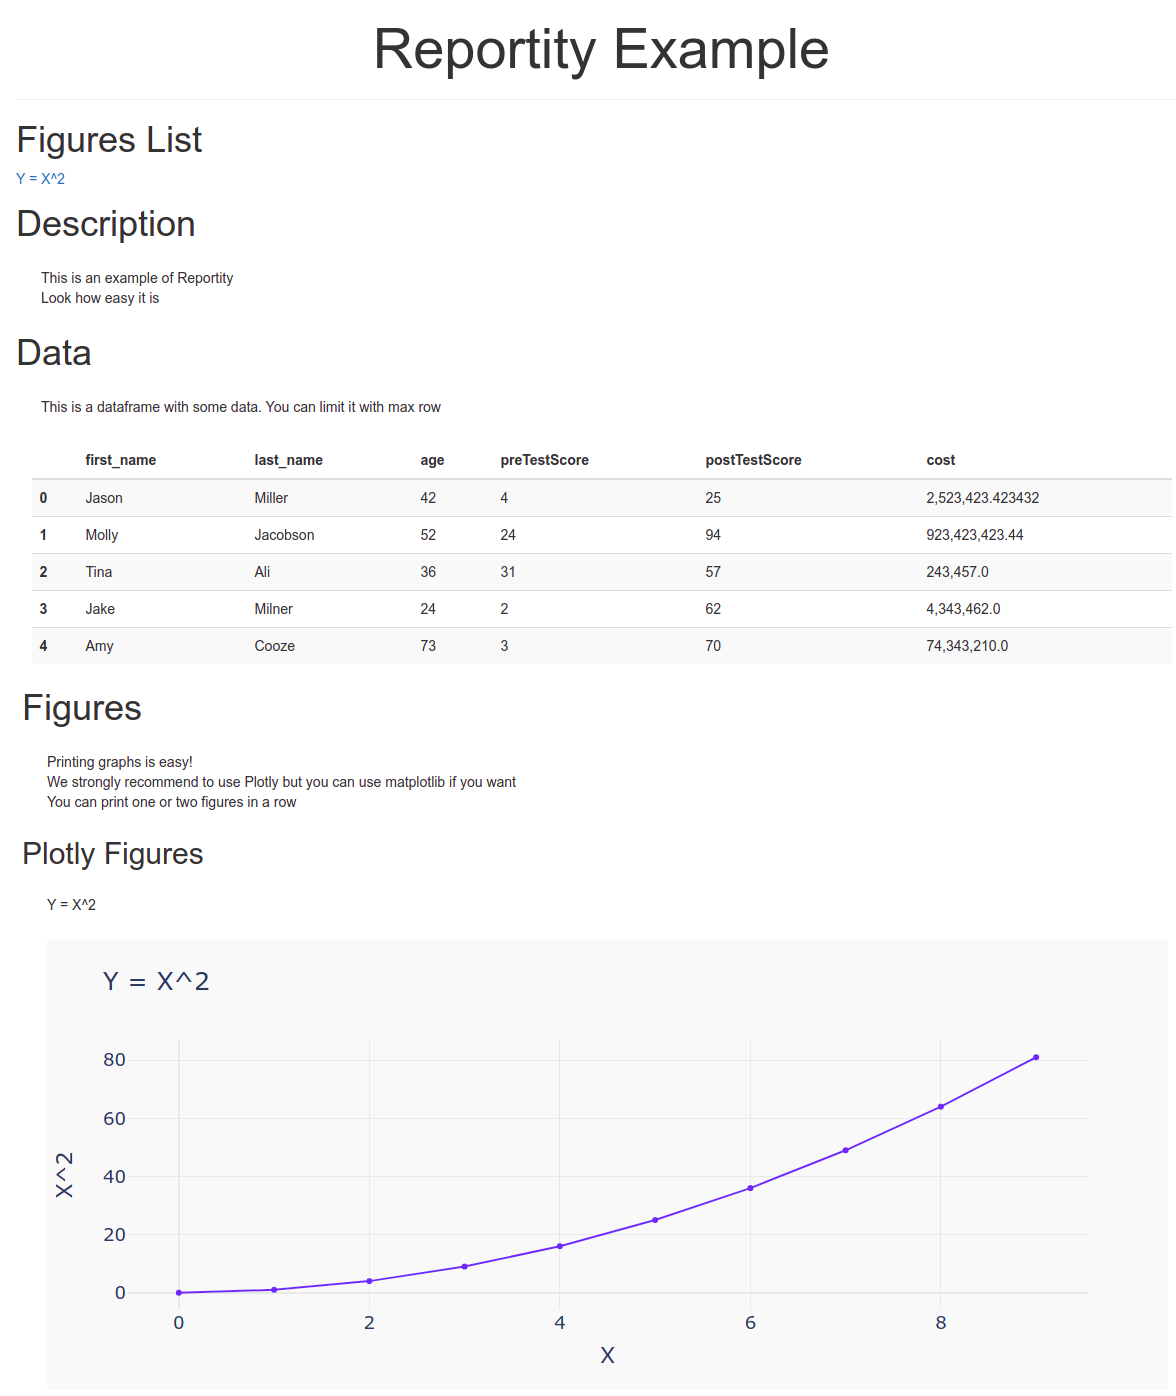 Reportity Example
Figures List
Y = X^2
Description
This is an example of Reportity
Look how easy it is
Data
This is a dataframe with some data. You can limit it with max row
first_name last_name age preTestScore postTestScore cost
0 Jason Miller 42 4 25 2,523,423.423432
1 Molly Jacobson 52 24 94 923,423,423.44
2 Tina Ali 36 31 57 243,457.0
3 Jake Milner 24 2 62 4,343,462.0
4 Amy Cooze 73 3 70 74,343,210.0
Figures
Printing graphs is easy!
We strongly recommend to use Plotly but you can use matplotlib if you want
You can print one or two figures in a row
Plotly Figures
Y = X^2
Y = X^2
80
60
40
20
0
X^2
0 2 4 6 8
X